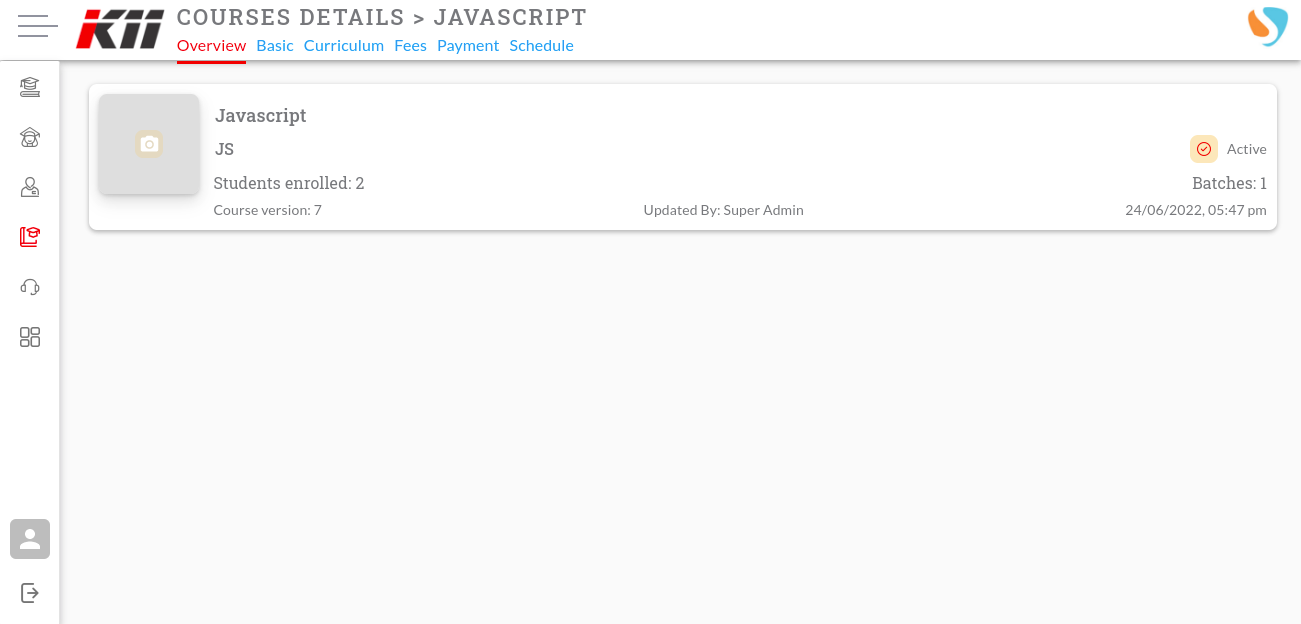 KII
COURSES DETAILS > JAVASCRIPT
Overview Basic Curriculum Fees Payment Schedule
Javascript
JS Active
Students enrolled: 2 Batches: 1
Course version: 7 Updated By: Super Admin 24/06/2022, 05:47 pm